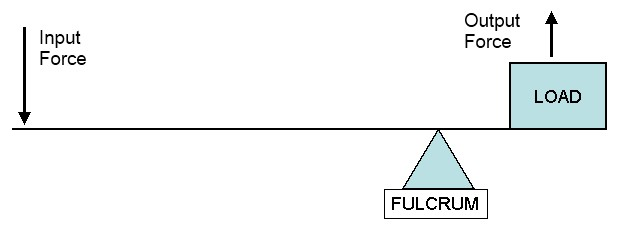 Input
Force
Output
Force
LOAD
FULCRUM